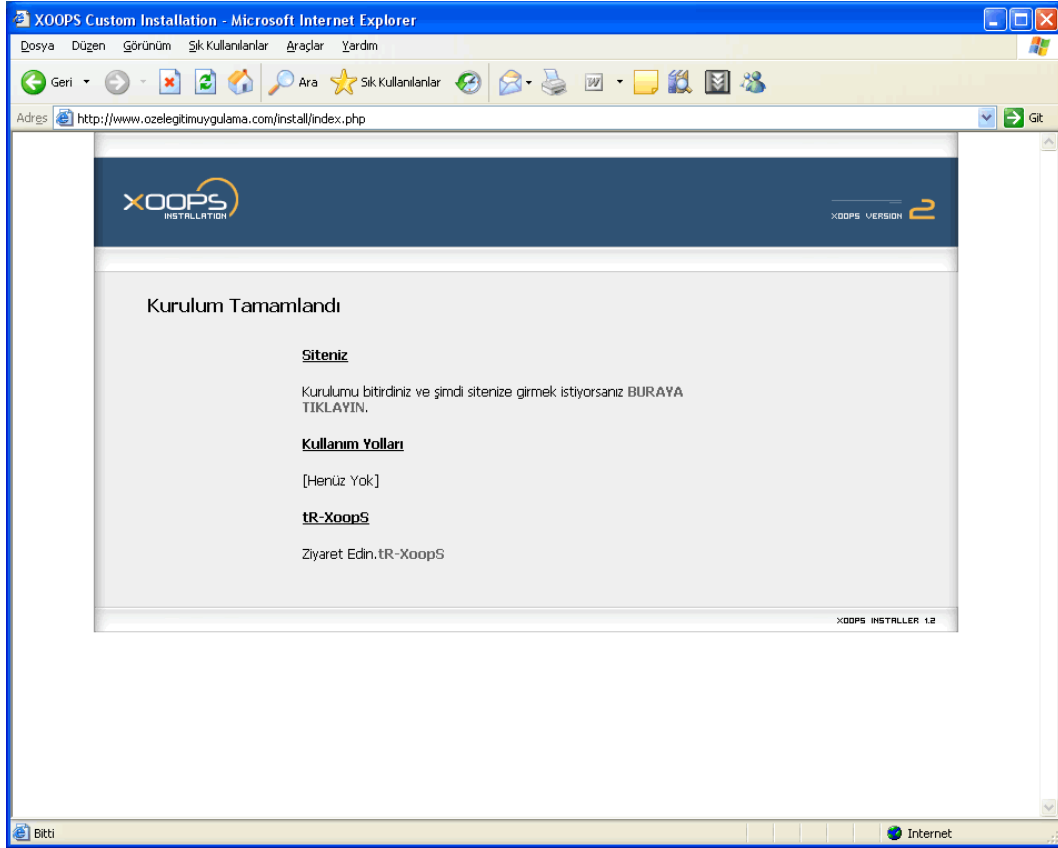 XOOPS Custom Installation - Microsoft Internet Explorer
Dosya Düzen Görünüm Sık Kullanılanlar Araçlar Yardım
Geri Ara Sık Kullanılanlar W
Adres http://www.ozelegitimuygulama.com/install/index.php Git
XOOPS
INSTALLATION
XOOPS VERSION 2
Kurulum Tamamlandı
Siteniz
Kurulumu bitirdiniz ve şimdi sitenize girmek istiyorsanız BURAYA
TIKLAYIN.
Kullanım Yolları
[Henüz Yok]
tR-XoopS
Ziyaret Edin.tR-XoopS
XOOPS INSTALLER 1.2
Bitti Internet